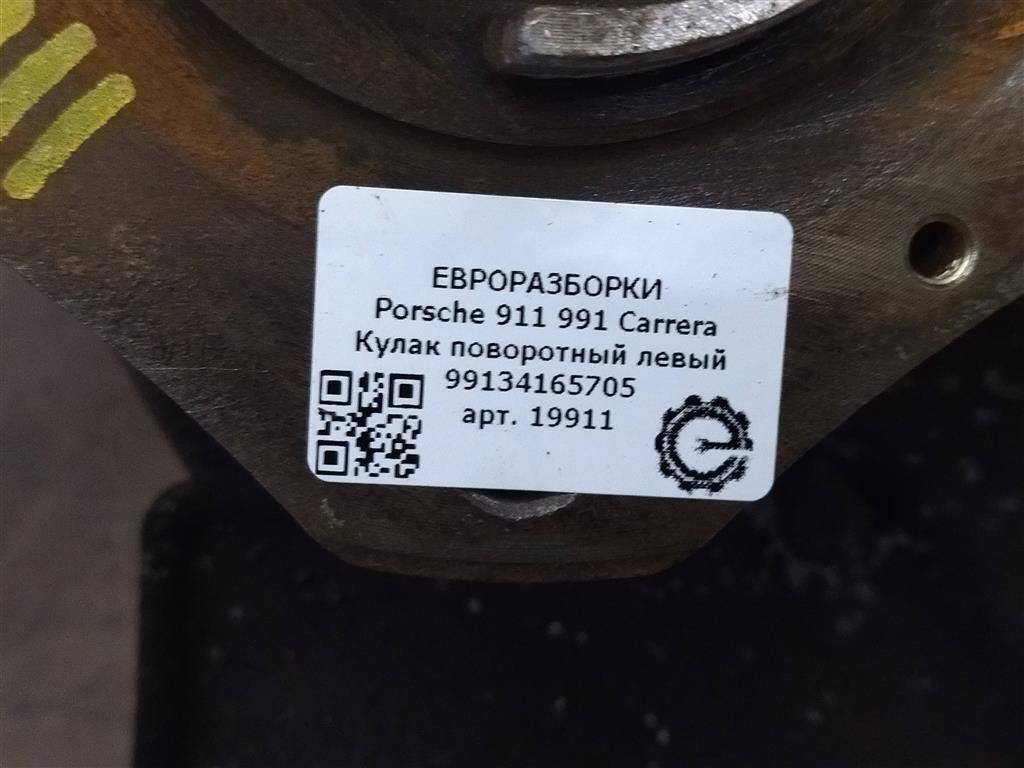 ЕВРОРАЗБОРКИ
Porsche 911 991 Carrera
Кулак поворотный левый
99134165705
арт. 19911